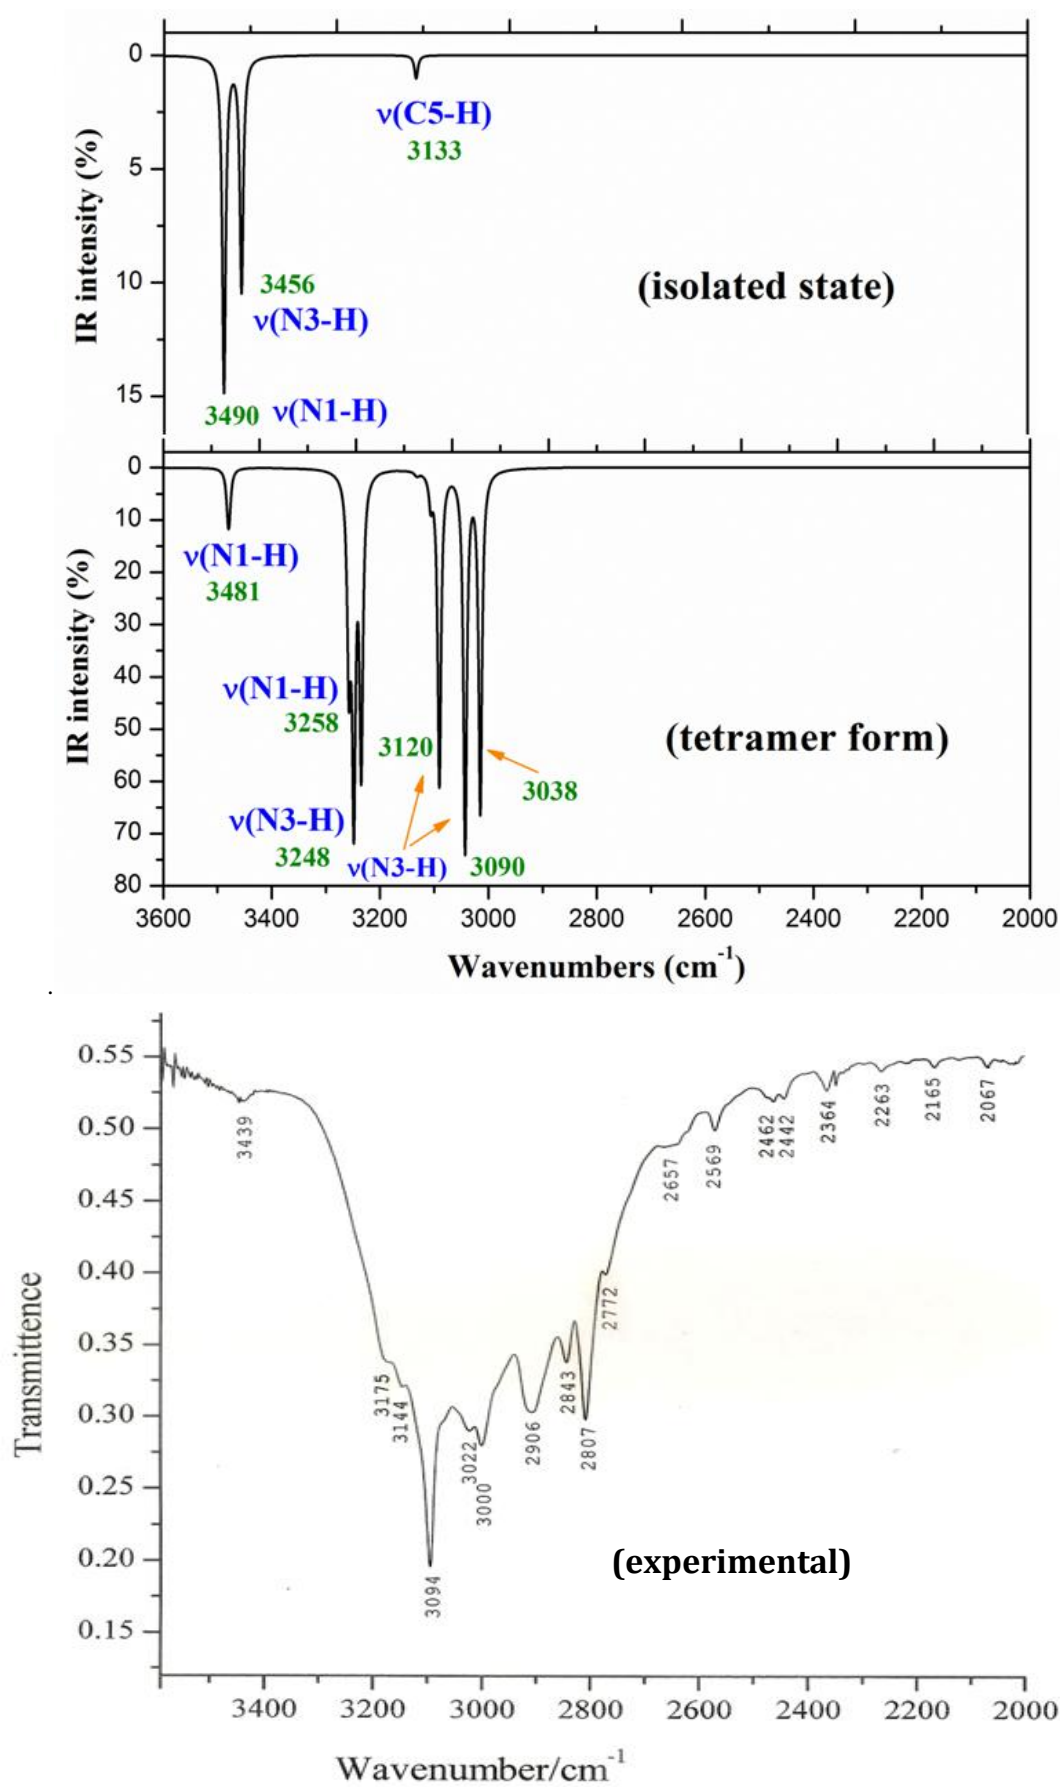 0
ν(C5-H)
3133
5
IR intensity (%)
10
3456
(isolated state)
ν(N3-H)
15
3490 ν(N1-H)
0
10
ν(N1-H)
20
3481
30
IR intensity (%)
40
ν(N1-H)
3258
50
3120
(tetramer form)
60
3038
70
ν(N3-H)
3248
ν(N3-H)
3090
80
3600 3400 3200 3000 2800 2600 2400 2200 2000
Wavenumbers (cm-1)
0.55
3439
2657
2569
2462
2442
2364
2263
2165
2067
0.50
0.45
0.40
2772
0.35
Transmittence
3175
3144
2843
0.30
3022
3000
2906
2807
0.25
0.20
(experimental)
3094
0.15
3400 3200 3000 2800 2600 2400 2200 2000
Wavenumber/cm-1